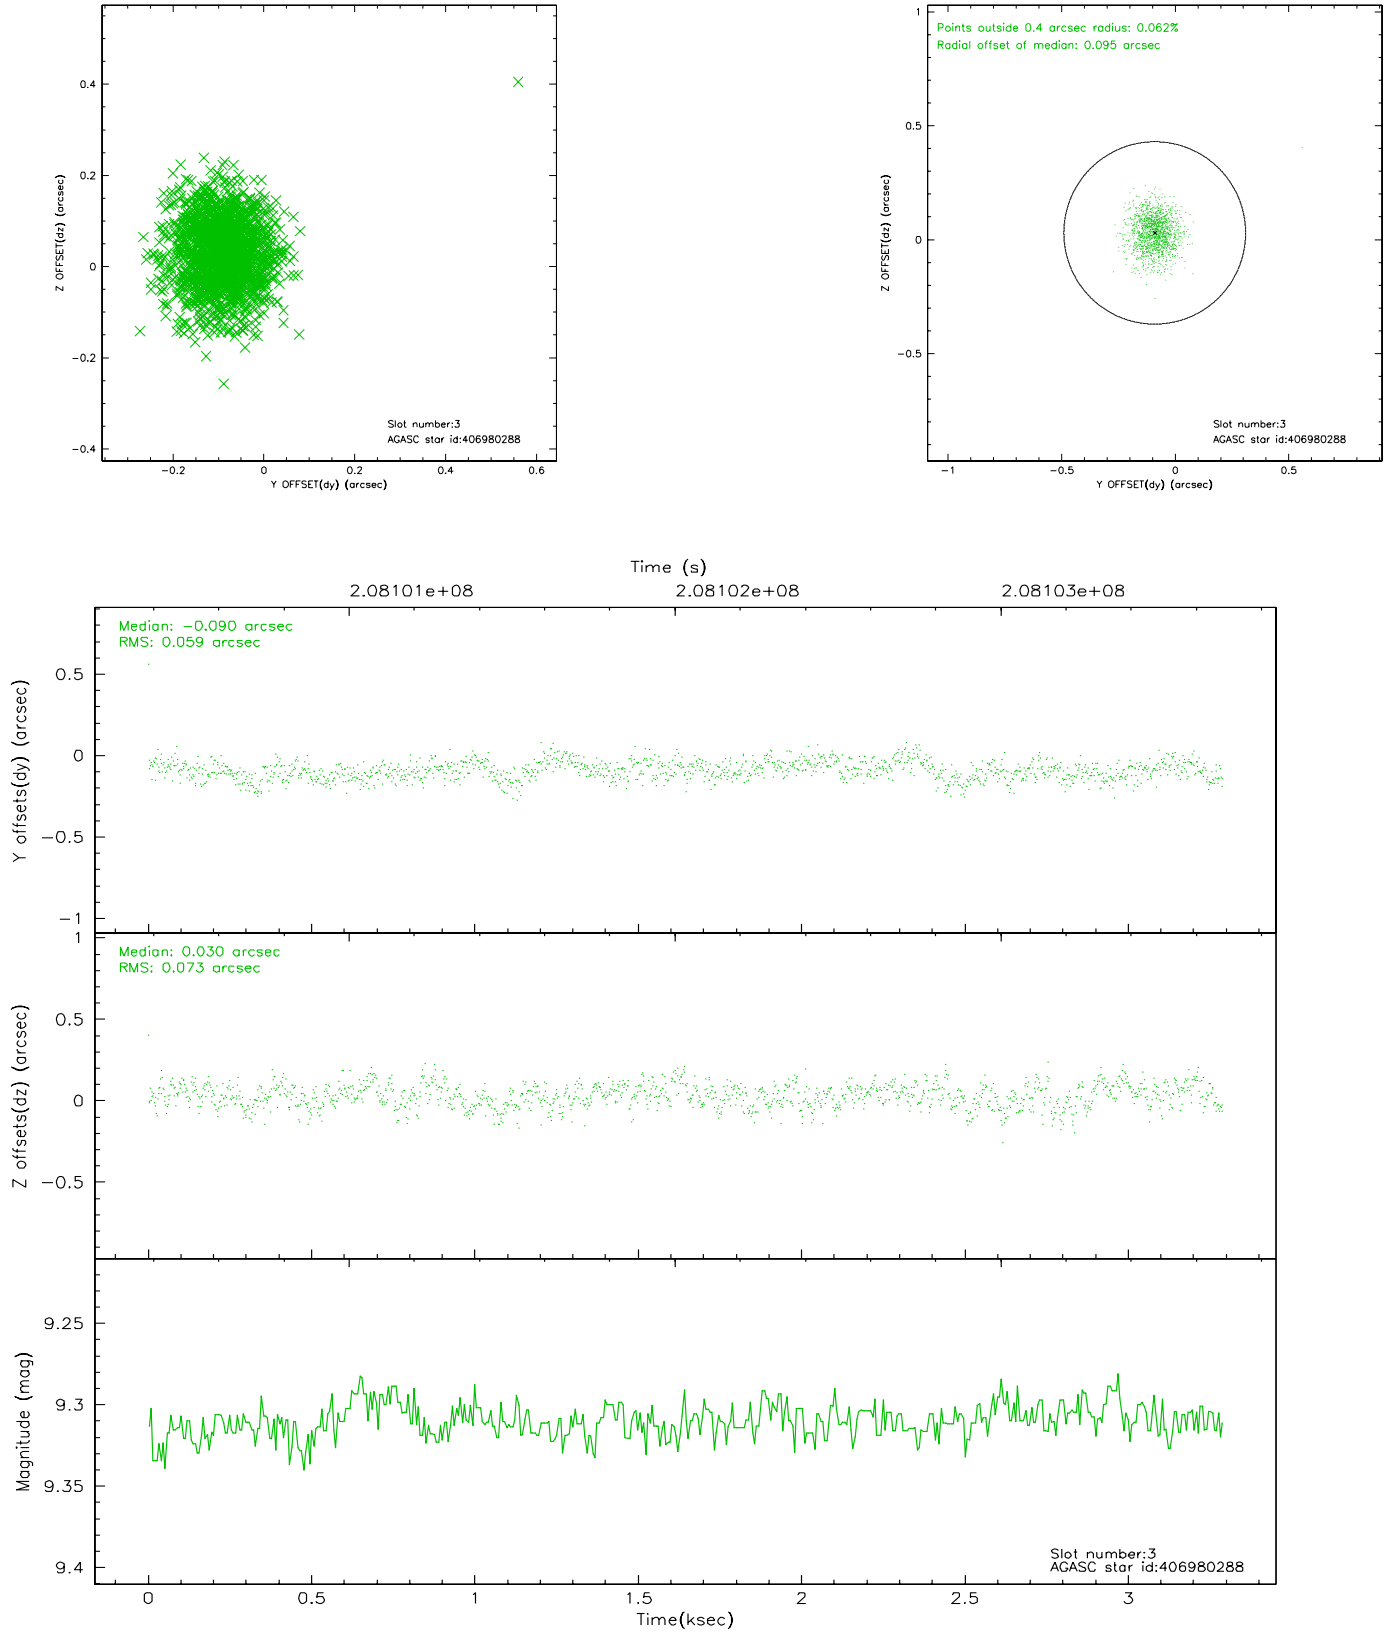 0.4
0.2
0
−0.2
−0.4
Z OFFSET(dz) (arcsec)
−0.2
0
0.2
0.4
0.6
Y OFFSET(dy) (arcsec)
Slot number:3
AGASC star id:406980288
Points outside 0.4 arcsec radius: 0.062%
Radial offset of median: 0.095 arcsec
1
0.5
0
−0.5
Z OFFSET(dz) (arcsec)
−1
−0.5
0
0.5
Y OFFSET(dy) (arcsec)
Slot number:3
AGASC star id:406980288
Time (s)
2.08101e+08
2.08102e+08
2.08103e+08
Median: −0.090 arcsec
RMS: 0.059 arcsec
0.5
0
−0.5
−1
Y offsets(dy) (arcsec)
Median: 0.030 arcsec
RMS: 0.073 arcsec
1
0.5
0
−0.5
Z offsets(dz) (arcsec)
9.25
9.3
9.35
9.4
Magnitude (mag)
Slot number:3
AGASC star id:406980288
0
0.5
1
1.5
2
2.5
3
Time(ksec)